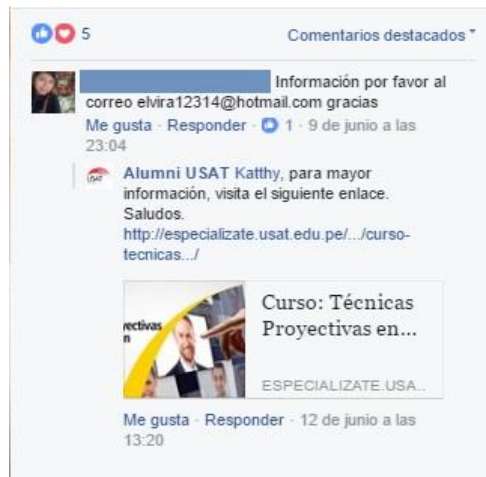 5 Comentarios destacados
Información por favor al
correo elvira12314@hotmail.com gracias
Me gusta · Responder · 1 · 9 de junio a las
23:04
USAT
Alumni USAT Katthy, para mayor
información, visita el siguiente enlace.
Saludos.
http://especializate.usat.edu.pe/.../curso-
tecnicas.../
ectivas
n
Curso: Técnicas
Proyectivas en...
ESPECIALIZATE.USA...
Me gusta · Responder · 12 de junio a las
13:20